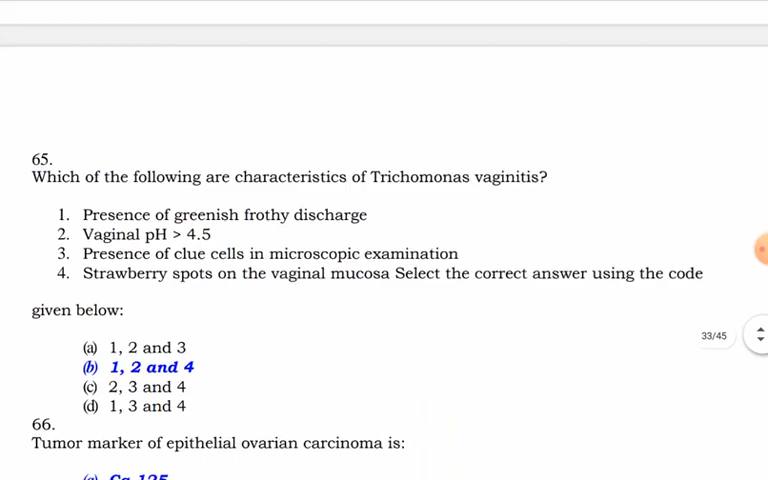 65.
Which of the following are characteristics of Trichomonas vaginitis?
1. Presence of greenish frothy discharge
2. Vaginal pH > 4.5
3. Presence of clue cells in microscopic examination
4. Strawberry spots on the vaginal mucosa Select the correct answer using the code
given below:
33/45
(a) 1, 2 and 3
(b) 1, 2 and 4
(c) 2, 3 and 4
(d) 1, 3 and 4
66.
Tumor marker of epithelial ovarian carcinoma is:
(a) Ca-125